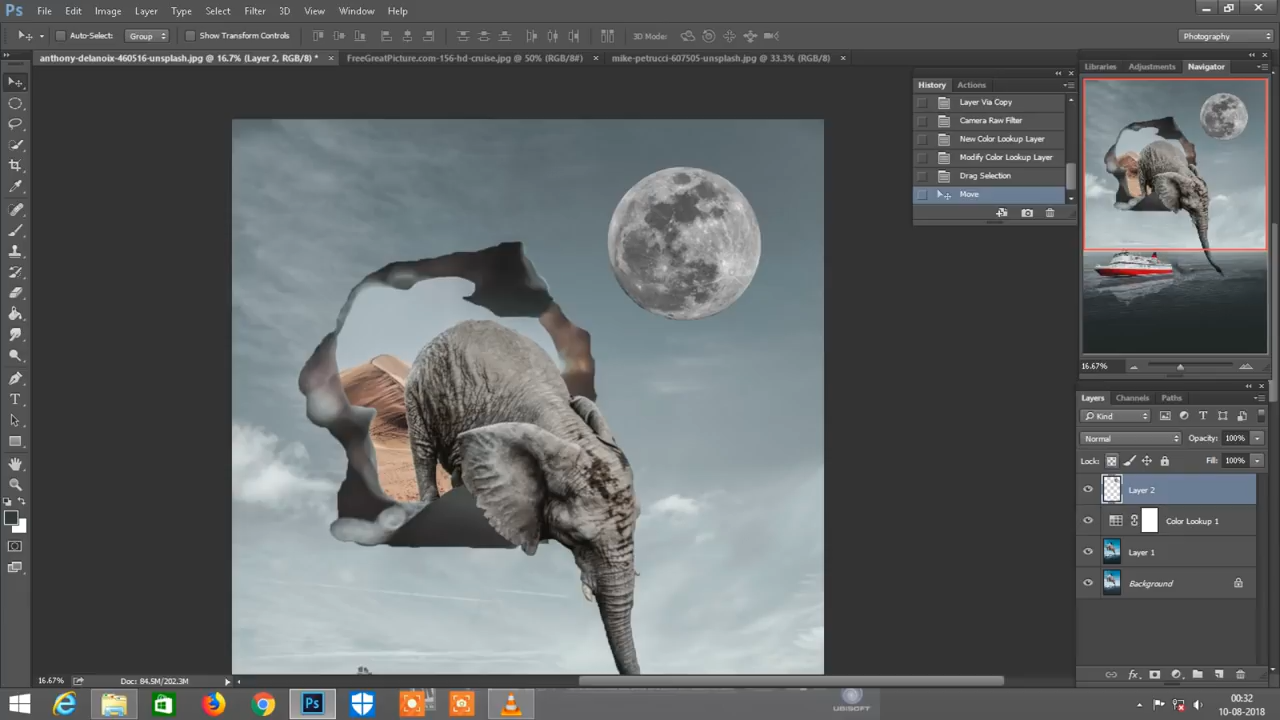 Ps File Edit Image Layer Type Select Filter 3D View Window Help
Auto-Select: Group Show Transform Controls 3D Mode: Photography
anthony-delanoix-460516-unsplash.jpg @ 16.7% (Layer 2, RGB/8) * × FreeGreatPicture.com-156-hd-cruise.jpg @ 50% (RGB/8#) × mike-petrucci-607505-unsplash.jpg @ 33.3% (RGB/8) ×
Libraries Adjustments Navigator
History Actions
Layer Via Copy
Camera Raw Filter
New Color Lookup Layer
Modify Color Lookup Layer
Drag Selection
Move
16.67%
Layers Channels Paths
Kind
Normal Opacity: 100%
Lock: Fill: 100%
Layer 2
Color Lookup 1
Layer 1
Background
16.67% Doc: 84.5M/202.3M
Ps UBISOFT 00:32
10-08-2018